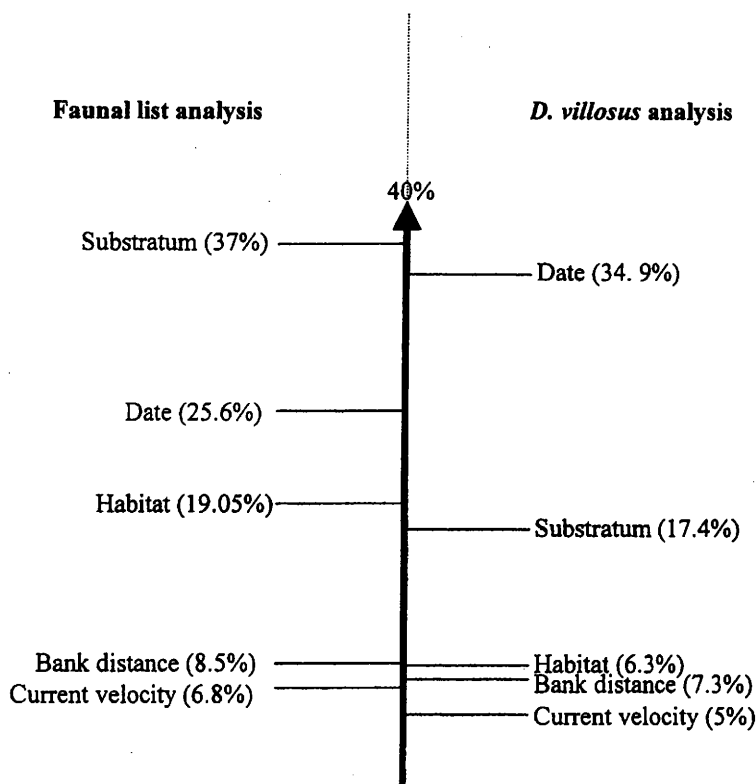 Faunal list analysis
D. villosus analysis
40%
Substratum (37%)
Date (34. 9%)
Date (25.6%)
Habitat (19.05%)
Substratum (17.4%)
Bank distance (8.5%)
Habitat (6.3%)
Bank distance (7.3%)
Current velocity (6.8%)
Current velocity (5%)